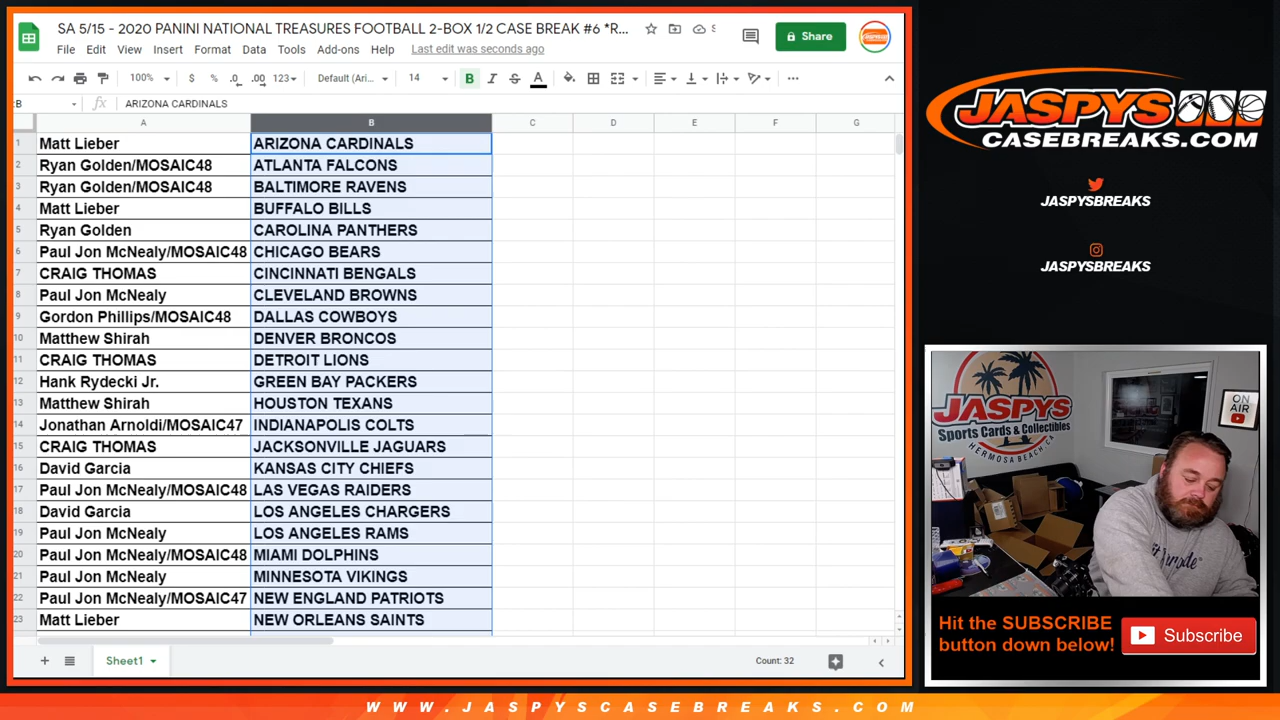 SA 5/15 - 2020 PANINI NATIONAL TREASURES FOOTBALL 2-BOX 1/2 CASE BREAK #6 *R...
Share
File Edit View Insert Format Data Tools Add-ons Help Last edit was seconds ago
100% $ % .0 .00 123 Default (Ari... 14 B I S A
ARIZONA CARDINALS
A B C D E F G
1 Matt Lieber ARIZONA CARDINALS
2 Ryan Golden/MOSAIC48 ATLANTA FALCONS
3 Ryan Golden/MOSAIC48 BALTIMORE RAVENS
4 Matt Lieber BUFFALO BILLS
5 Ryan Golden CAROLINA PANTHERS
6 Paul Jon McNealy/MOSAIC48 CHICAGO BEARS
7 CRAIG THOMAS CINCINNATI BENGALS
8 Paul Jon McNealy CLEVELAND BROWNS
9 Gordon Phillips/MOSAIC48 DALLAS COWBOYS
10 Matthew Shirah DENVER BRONCOS
11 CRAIG THOMAS DETROIT LIONS
12 Hank Rydecki Jr. GREEN BAY PACKERS
13 Matthew Shirah HOUSTON TEXANS
14 Jonathan Arnoldi/MOSAIC47 INDIANAPOLIS COLTS
15 CRAIG THOMAS JACKSONVILLE JAGUARS
16 David Garcia KANSAS CITY CHIEFS
17 Paul Jon McNealy/MOSAIC48 LAS VEGAS RAIDERS
18 David Garcia LOS ANGELES CHARGERS
19 Paul Jon McNealy LOS ANGELES RAMS
20 Paul Jon McNealy/MOSAIC48 MIAMI DOLPHINS
21 Paul Jon McNealy MINNESOTA VIKINGS
22 Paul Jon McNealy/MOSAIC47 NEW ENGLAND PATRIOTS
23 Matt Lieber NEW ORLEANS SAINTS
Sheet1
Count: 32
JASPYS
CASEBREAKS.COM
JASPYSBREAKS
JASPYSBREAKS
JASPYS
Sports Cards & Collectibles
HERMOSA BEACH, CA
ON
AIR
Hit the SUBSCRIBE
button down below!
Subscribe
WWW.JASPYSCASEBREAKS.COM